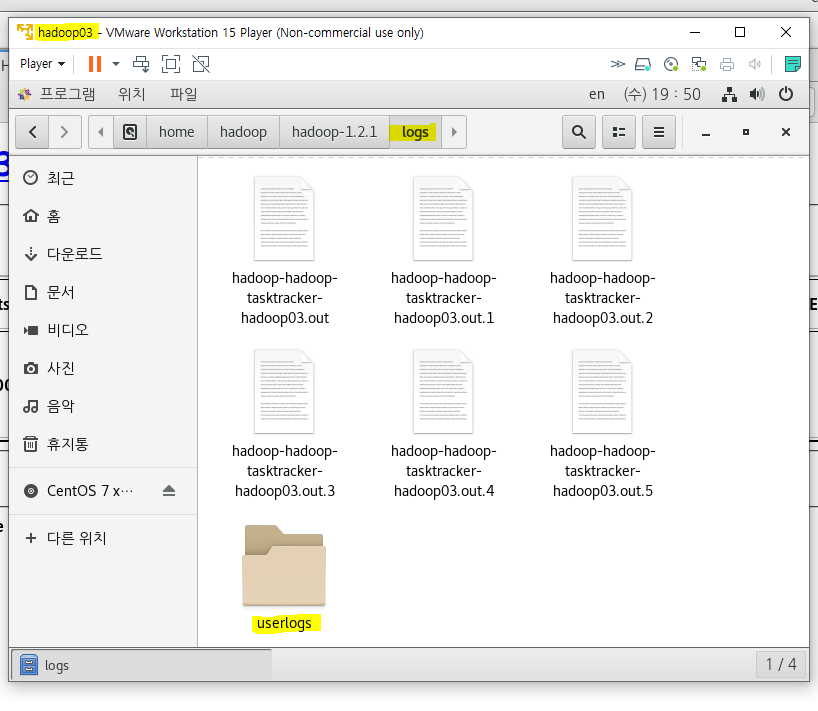 hadoop03 - VMware Workstation 15 Player (Non-commercial use only)
Player
프로그램 위치 파일 en (수) 19 : 50
home hadoop hadoop-1.2.1 logs
최근
홈
다운로드
문서
비디오
사진
음악
휴지통
CentOS 7 x…
다른 위치
hadoop-hadoop-
tasktracker-
hadoop03.out
hadoop-hadoop-
tasktracker-
hadoop03.out.1
hadoop-hadoop-
tasktracker-
hadoop03.out.2
hadoop-hadoop-
tasktracker-
hadoop03.out.3
hadoop-hadoop-
tasktracker-
hadoop03.out.4
hadoop-hadoop-
tasktracker-
hadoop03.out.5
userlogs
logs 1 / 4